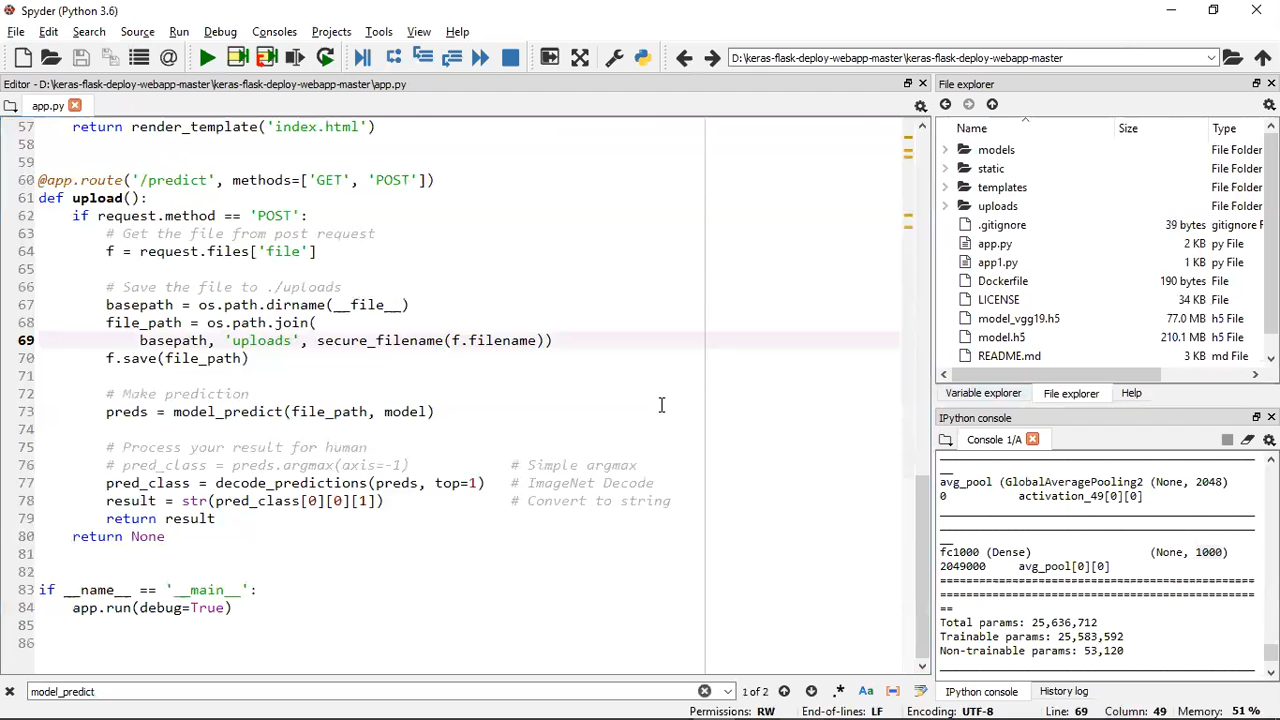 Spyder (Python 3.6)
File Edit Search Source Run Debug Consoles Projects Tools View Help
D:\keras-flask-deploy-webapp-master\keras-flask-deploy-webapp-master
Editor - D:\keras-flask-deploy-webapp-master\keras-flask-deploy-webapp-master\app.py
app.py
57 return render_template('index.html')
58
59
60 @app.route('/predict', methods=['GET', 'POST'])
61 def upload():
62 if request.method == 'POST':
63 # Get the file from post request
64 f = request.files['file']
65
66 # Save the file to ./uploads
67 basepath = os.path.dirname(__file__)
68 file_path = os.path.join(
69 basepath, 'uploads', secure_filename(f.filename))
70 f.save(file_path)
71
72 # Make prediction
73 preds = model_predict(file_path, model)
74
75 # Process your result for human
76 # pred_class = preds.argmax(axis=-1) # Simple argmax
77 pred_class = decode_predictions(preds, top=1) # ImageNet Decode
78 result = str(pred_class[0][0][1]) # Convert to string
79 return result
80 return None
81
82
83 if __name__ == '__main__':
84 app.run(debug=True)
85
86
model_predict
1 of 2
Aa
File explorer
Name Size Type
models File Folder
static File Folder
templates File Folder
uploads File Folder
.gitignore 39 bytes gitignore
app.py 2 KB py File
app1.py 1 KB py File
Dockerfile 190 bytes File
LICENSE 34 KB File
model_vgg19.h5 77.0 MB h5 File
model.h5 210.1 MB h5 File
README.md 3 KB md File
Variable explorer File explorer Help
IPython console
Console 1/A
avg_pool (GlobalAveragePooling2 (None, 2048)
0 activation_49[0][0]
fc1000 (Dense) (None, 1000)
2049000 avg_pool[0][0]
Total params: 25,636,712
Trainable params: 25,583,592
Non-trainable params: 53,120
IPython console History log
Permissions: RW End-of-lines: LF Encoding: UTF-8 Line: 69 Column: 49 Memory: 51 %